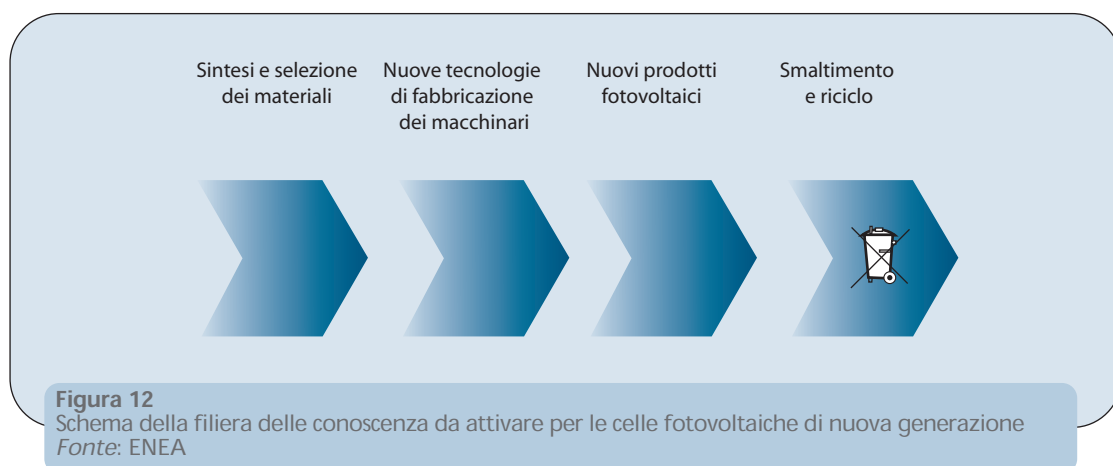 Sintesi e selezione
dei materiali
Nuove tecnologie
di fabbricazione
dei macchinari
Nuovi prodotti
fotovoltaici
Smaltimento
e riciclo
Figura 12
Schema della filiera delle conoscenza da attivare per le celle fotovoltaiche di nuova generazione
Fonte: ENEA